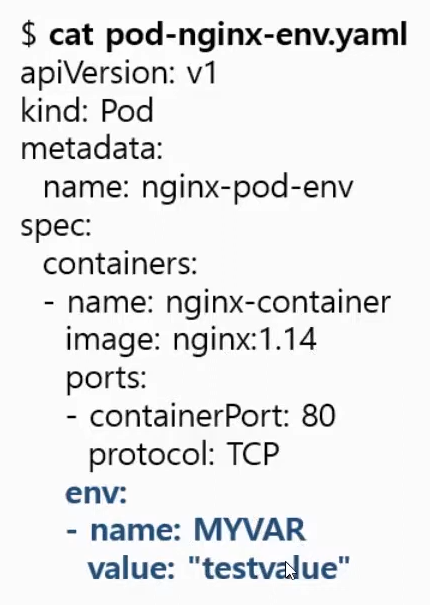 $ cat pod-nginx-env.yaml
apiVersion: v1
kind: Pod
metadata:
  name: nginx-pod-env
spec:
  containers:
  - name: nginx-container
    image: nginx:1.14
    ports:
    - containerPort: 80
      protocol: TCP
    env:
    - name: MYVAR
      value: "testvalue"